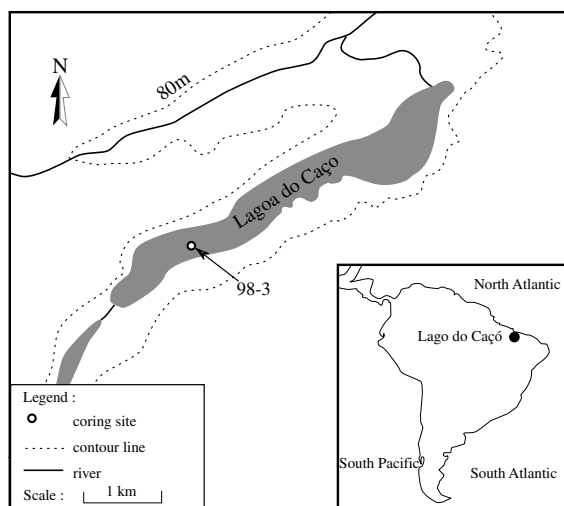 N
80m
Lagoa do Caço
98-3
Legend :
coring site
contour line
river
Scale :
1 km
North Atlantic
Lago do Caçó
South Pacific
South Atlantic